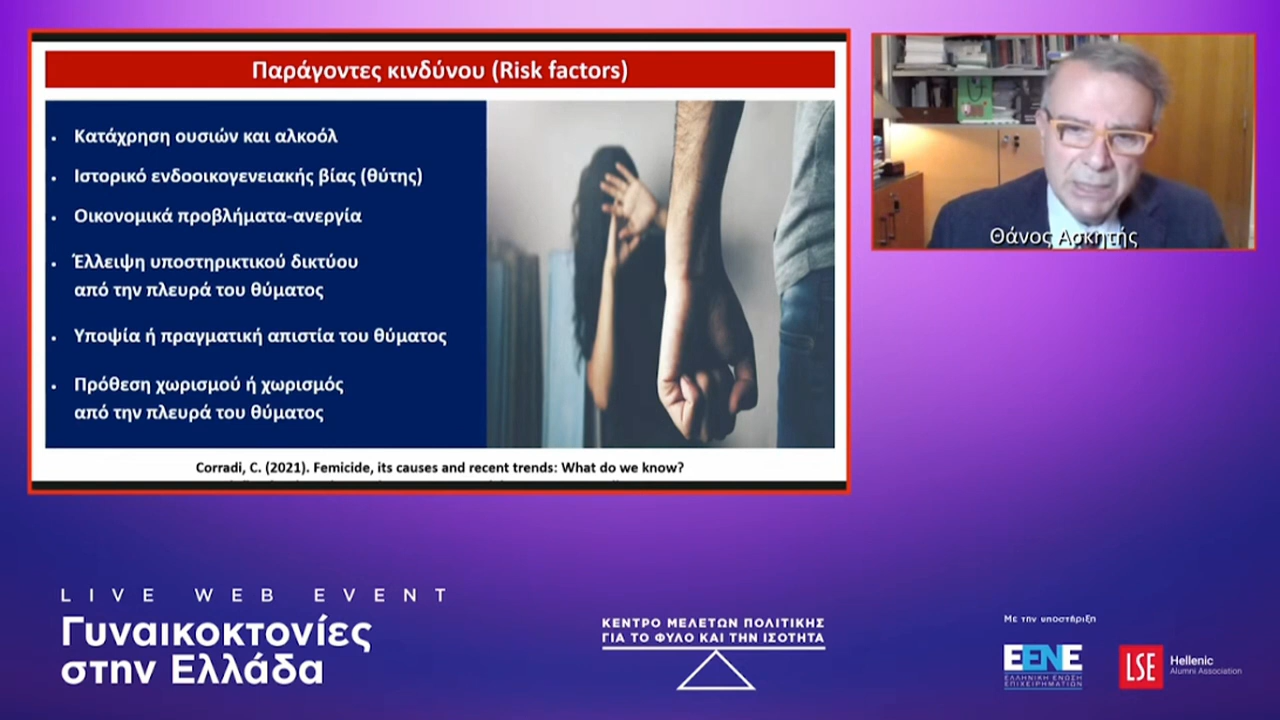 Παράγοντες κινδύνου (Risk factors)
• Κατάχρηση ουσιών και αλκοόλ
• Ιστορικό ενδοοικογενειακής βίας (θύτης)
• Οικονομικά προβλήματα-ανεργία
• Έλλειψη υποστηρικτικού δικτύου
από την πλευρά του θύματος
• Υποψία ή πραγματική απιστία του θύματος
• Πρόθεση χωρισμού ή χωρισμός
από την πλευρά του θύματος
Corradi, C. (2021). Femicide, its causes and recent trends: What do we know?
Θάνος Ασκητής
LIVE WEB EVENT
Γυναικοκτονίες
στην Ελλάδα
ΚΕΝΤΡΟ ΜΕΛΕΤΩΝ ΠΟΛΙΤΙΚΗΣ
ΓΙΑ ΤΟ ΦΥΛΟ ΚΑΙ ΤΗΝ ΙΣΟΤΗΤΑ
Με την υποστήριξη
ΕΕΝΕ
ΕΛΛΗΝΙΚΗ ΕΝΩΣΗ
ΕΠΙΧΕΙΡΗΜΑΤΙΩΝ
LSE
Hellenic
Alumni Association